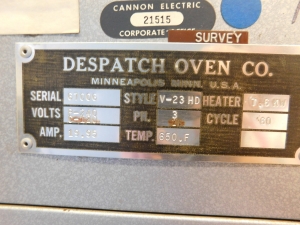 CANNON ELECTRIC
21515
CORPORATE
SURVEY
DESPATCH OVEN CO.
MINNEAPOLIS MINN. U.S.A.
SERIAL STYLE V-23 HD HEATER
VOLTS PH. 3 CYCLE 60
AMP. TEMP. 650°F